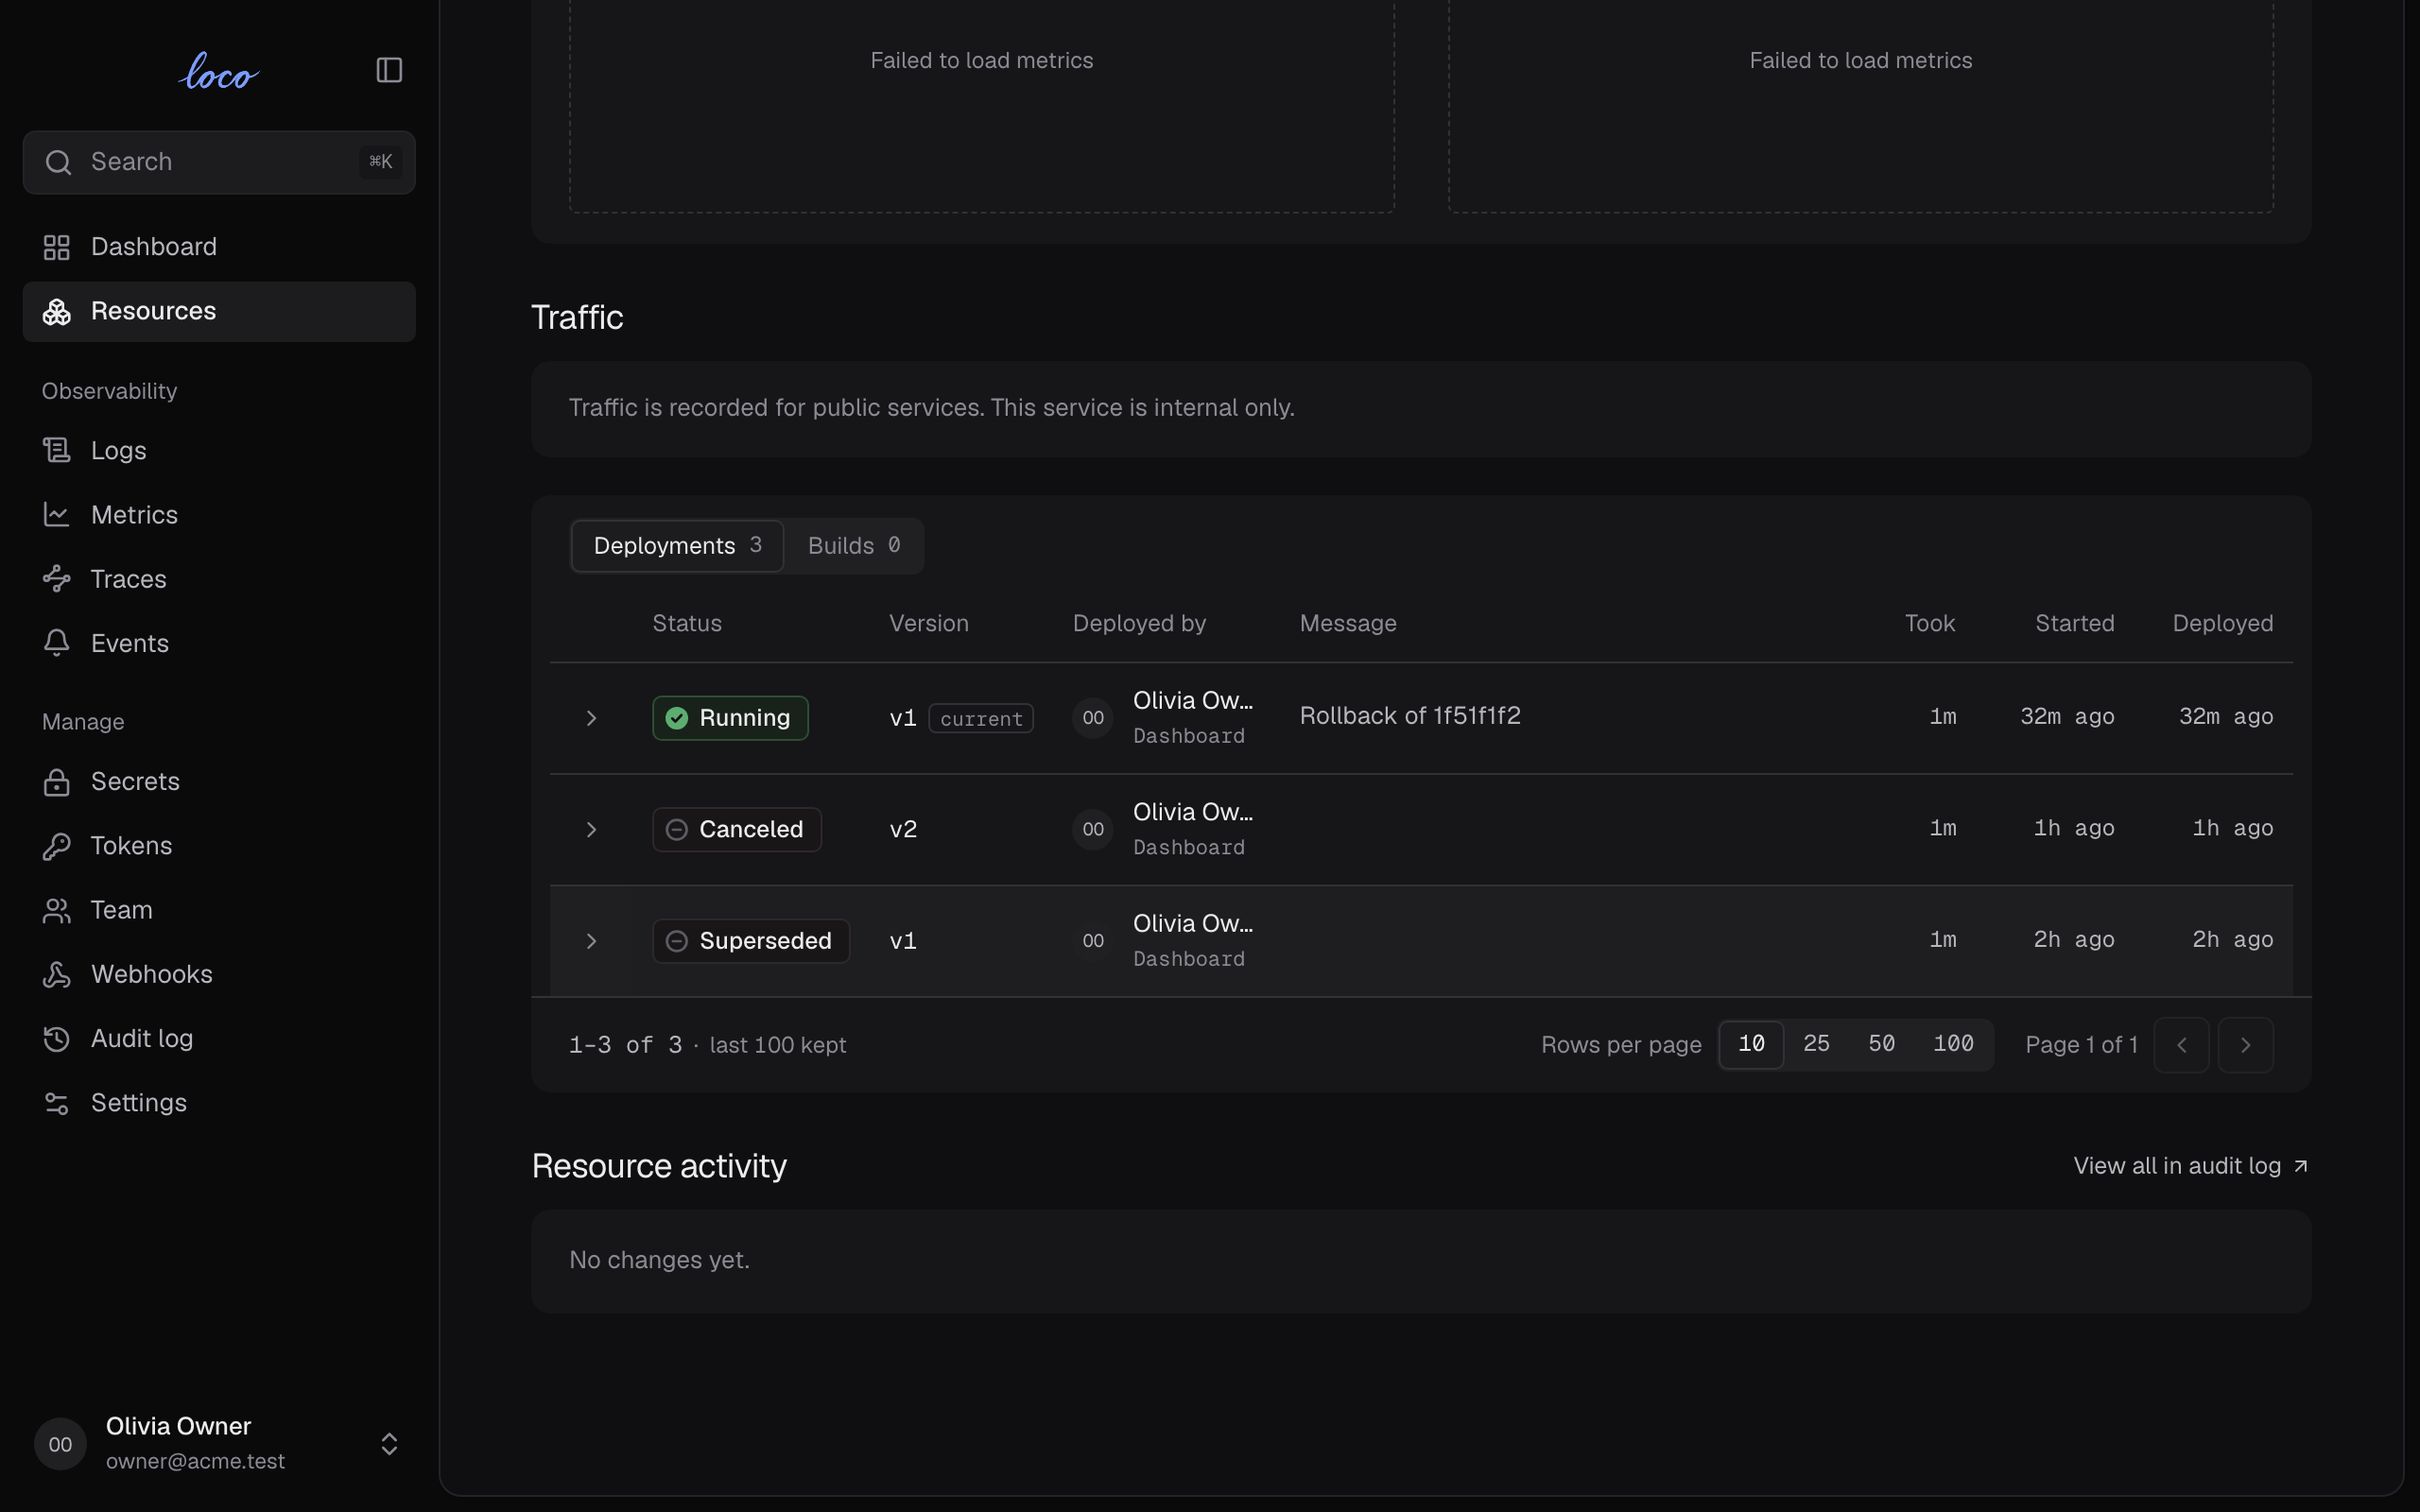 loco
Search ⌘K
Dashboard
Resources
Observability
Logs
Metrics
Traces
Events
Manage
Secrets
Tokens
Team
Webhooks
Audit log
Settings
OO Olivia Owner
owner@acme.test
Failed to load metrics Failed to load metrics
Traffic
Traffic is recorded for public services. This service is internal only.
Deployments 3 Builds 0
Status Version Deployed by Message Took Started Deployed
Running v1 current OO Olivia Ow… Rollback of 1f51f1f2 1m 32m ago 32m ago
Dashboard
Canceled v2 OO Olivia Ow… 1m 1h ago 1h ago
Dashboard
Superseded v1 OO Olivia Ow… 1m 2h ago 2h ago
Dashboard
1–3 of 3 · last 100 kept Rows per page 10 25 50 100 Page 1 of 1
Resource activity View all in audit log
No changes yet.